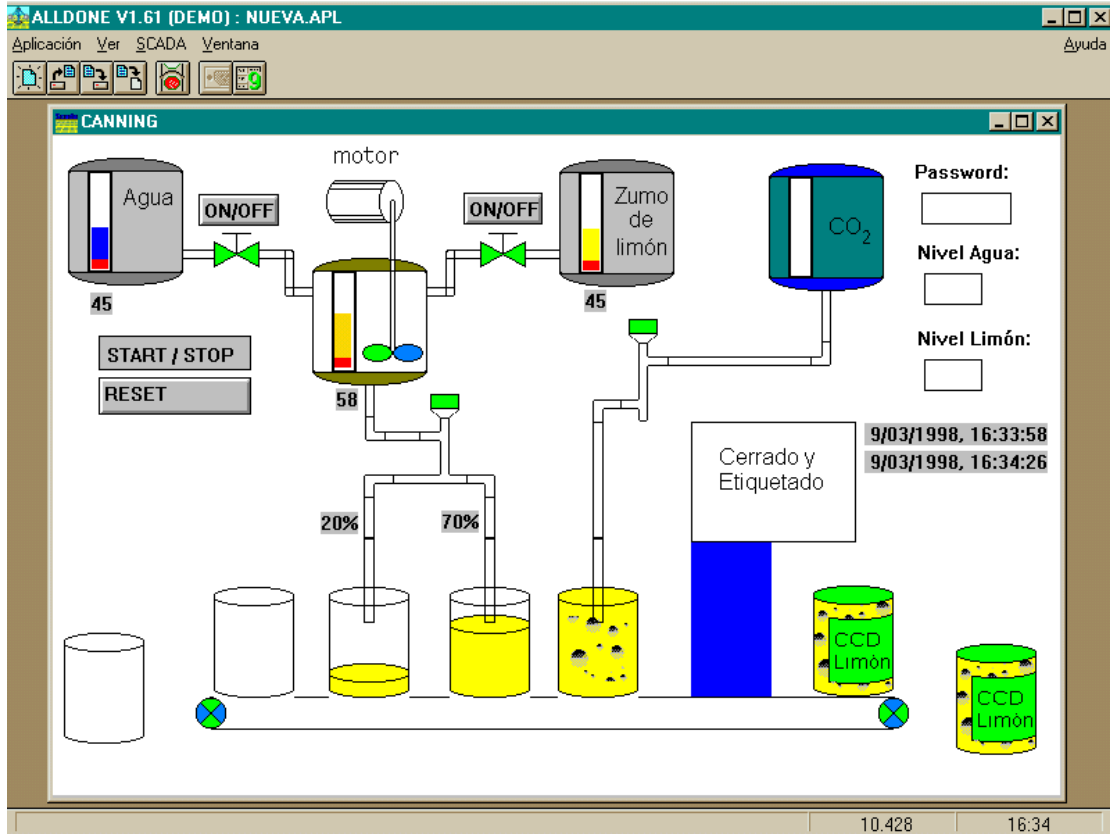 ALLDONE V1.61 (DEMO) : NUEVA.APL
Aplicación Ver SCADA Ventana Ayuda
CANNING
motor
Agua
ON/OFF
ON/OFF
Zumo
de
limón
CO2
Password:
Nivel Agua:
Nivel Limón:
45
45
START / STOP
RESET
58
9/03/1998, 16:33:58
9/03/1998, 16:34:26
Cerrado y
Etiquetado
20%
70%
CCD
Limón
CCD
Limón
10.428 16:34